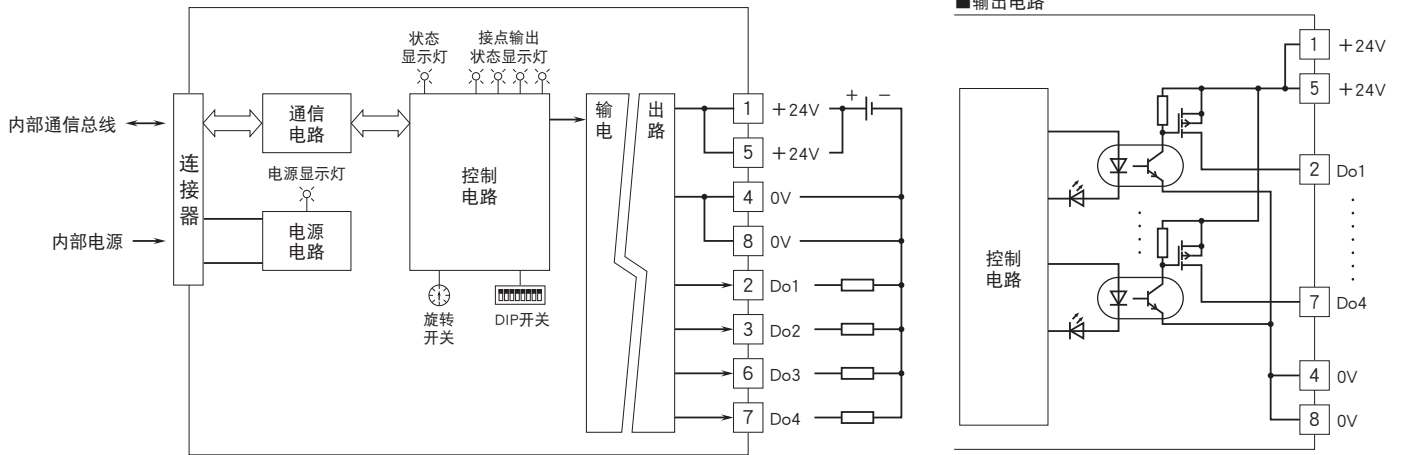 ■输出电路
状态
显示灯
接点输出
状态显示灯
内部通信总线
连
接
器
通信
电路
电源显示灯
内部电源
电源
电路
控制
电路
旋转
开关
DIP开关
输
电
出
路
1 +24V
+ −
5 +24V
4 0V
8 0V
2 Do1
3 Do2
6 Do3
7 Do4
控制
电路
1 +24V
5 +24V
2 Do1
7 Do4
4 0V
8 0V